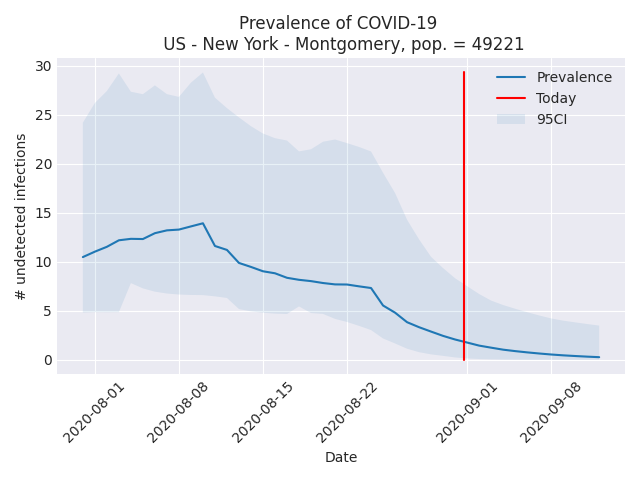 Prevalence of COVID-19
US - New York - Montgomery, pop. = 49221
30
25
20
15
10
5
0
# undetected infections
Prevalence
Today
95CI
2020-08-01
2020-08-08
2020-08-15
2020-08-22
2020-09-01
2020-09-08
Date